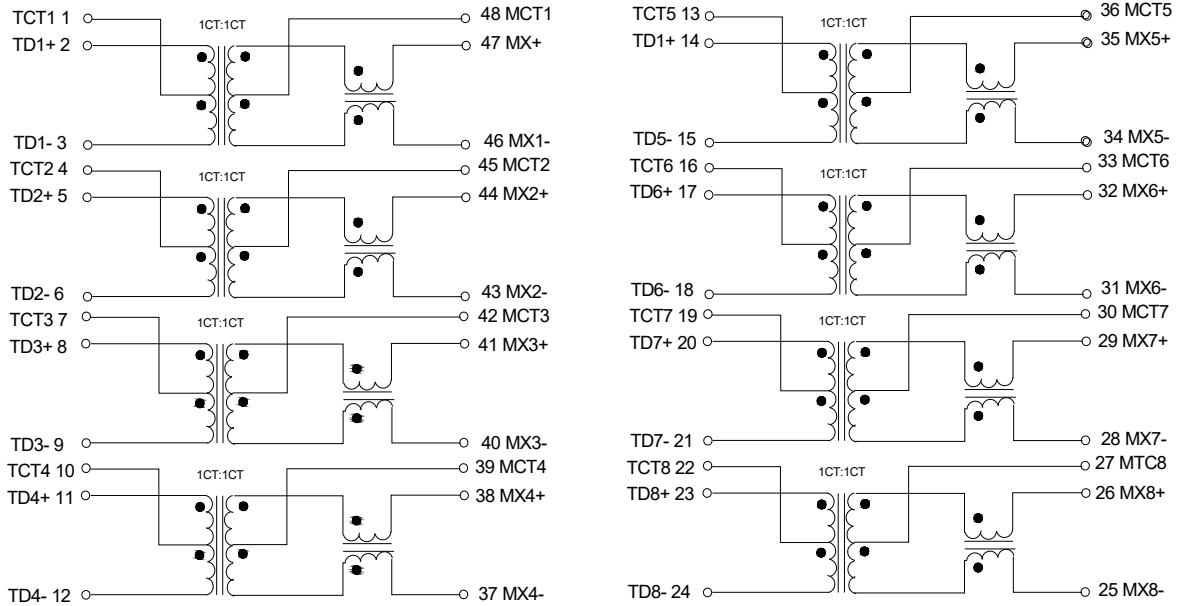 TCT1 1
1CT:1CT
48 MCT1
TD1+ 2
47 MX+
TD1- 3
46 MX1-
TCT2 4
1CT:1CT
45 MCT2
TD2+ 5
44 MX2+
TD2- 6
43 MX2-
TCT3 7
1CT:1CT
42 MCT3
TD3+ 8
41 MX3+
TD3- 9
40 MX3-
TCT4 10
1CT:1CT
39 MCT4
TD4+ 11
38 MX4+
TD4- 12
37 MX4-
TCT5 13
1CT:1CT
36 MCT5
TD1+ 14
35 MX5+
TD5- 15
34 MX5-
TCT6 16
1CT:1CT
33 MCT6
TD6+ 17
32 MX6+
TD6- 18
31 MX6-
TCT7 19
1CT:1CT
30 MCT7
TD7+ 20
29 MX7+
TD7- 21
28 MX7-
TCT8 22
1CT:1CT
27 MTC8
TD8+ 23
26 MX8+
TD8- 24
25 MX8-